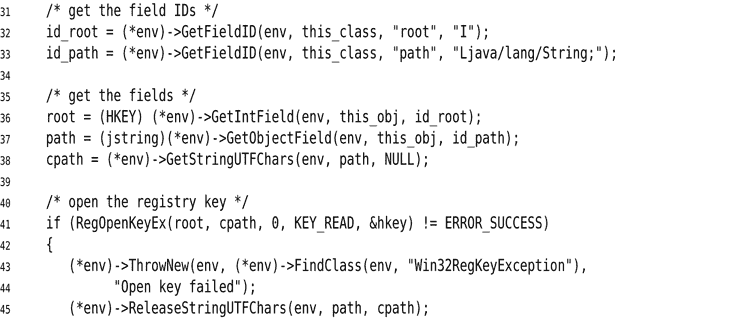 31 /* get the field IDs */
32 id_root = (*env)->GetFieldID(env, this_class, "root", "I");
33 id_path = (*env)->GetFieldID(env, this_class, "path", "Ljava/lang/String;");
34
35 /* get the fields */
36 root = (HKEY) (*env)->GetIntField(env, this_obj, id_root);
37 path = (jstring)(*env)->GetObjectField(env, this_obj, id_path);
38 cpath = (*env)->GetStringUTFChars(env, path, NULL);
39
40 /* open the registry key */
41 if (RegOpenKeyEx(root, cpath, 0, KEY_READ, &hkey) != ERROR_SUCCESS)
42 {
43 (*env)->ThrowNew(env, (*env)->FindClass(env, "Win32RegKeyException"),
44 "Open key failed");
45 (*env)->ReleaseStringUTFChars(env, path, cpath);